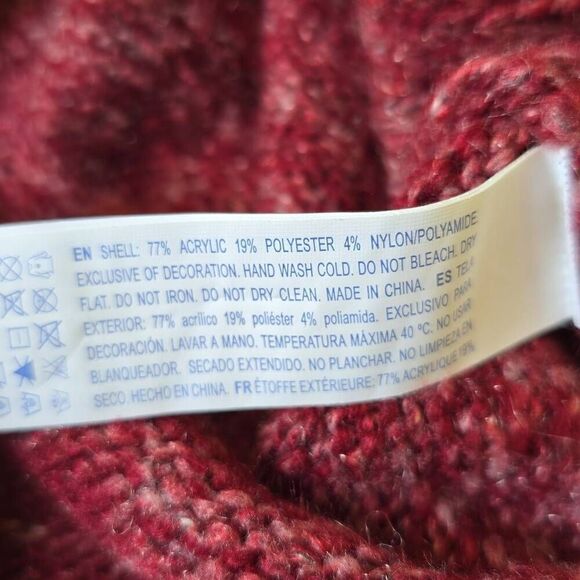 EN SHELL: 77% ACRYLIC 19% POLYESTER 4% NYLON/POLYAMIDE.
EXCLUSIVE OF DECORATION. HAND WASH COLD. DO NOT BLEACH. DRY
FLAT. DO NOT IRON. DO NOT DRY CLEAN. MADE IN CHINA. ES TELA
EXTERIOR: 77% acrílico 19% poliéster 4% poliamida. EXCLUSIVO PARA
DECORACIÓN. LAVAR A MANO. TEMPERATURA MÁXIMA 40 ºC. NO USAR
BLANQUEADOR. SECADO EXTENDIDO. NO PLANCHAR. NO LIMPIEZA EN
SECO. HECHO EN CHINA. FR ÉTOFFE EXTÉRIEURE: 77% ACRYLIQUE 19%